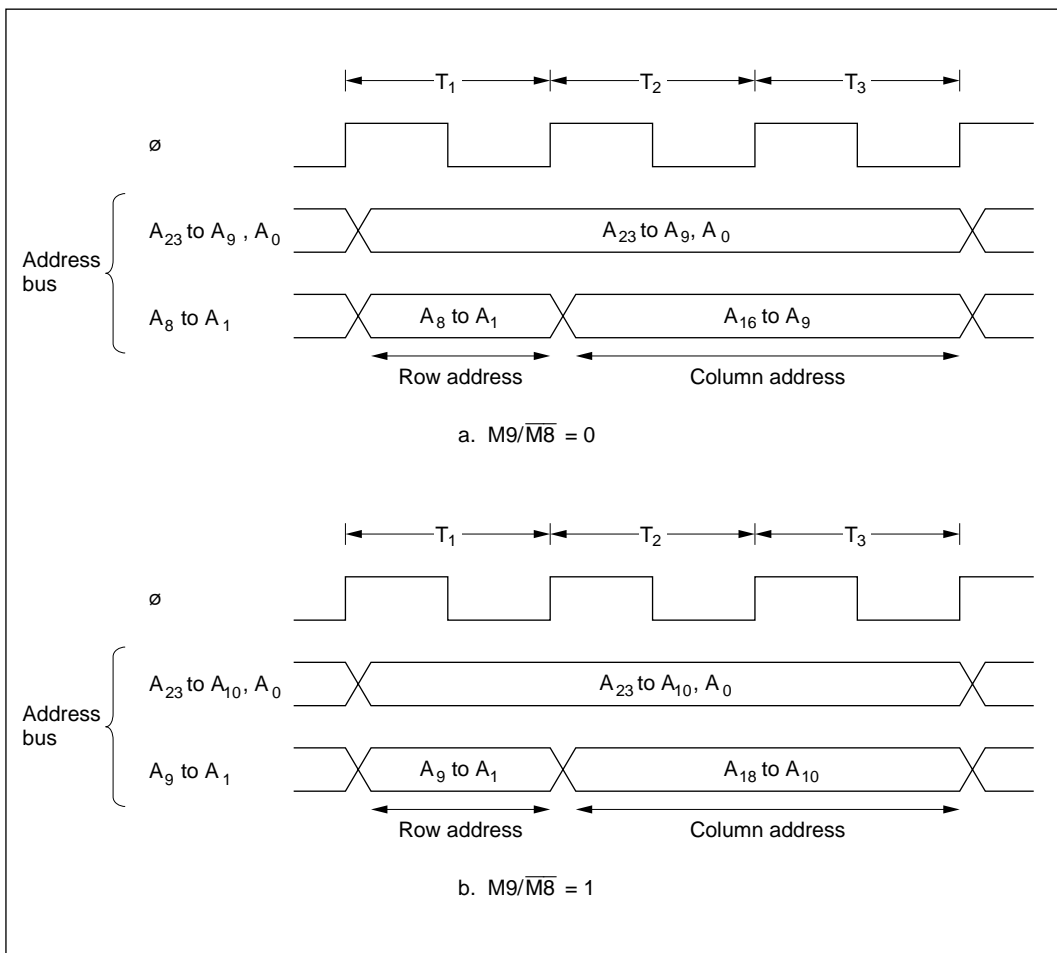 T₁ T₂ T₃
ø
Address bus
A₂₃ to A₉ , A₀
A₂₃ to A₉, A₀
A₈ to A₁
A₈ to A₁
A₁₆ to A₉
Row address
Column address
a. M9/M̅8̅ = 0
T₁ T₂ T₃
ø
Address bus
A₂₃ to A₁₀, A₀
A₂₃ to A₁₀, A₀
A₉ to A₁
A₉ to A₁
A₁₈ to A₁₀
Row address
Column address
b. M9/M̅8̅ = 1